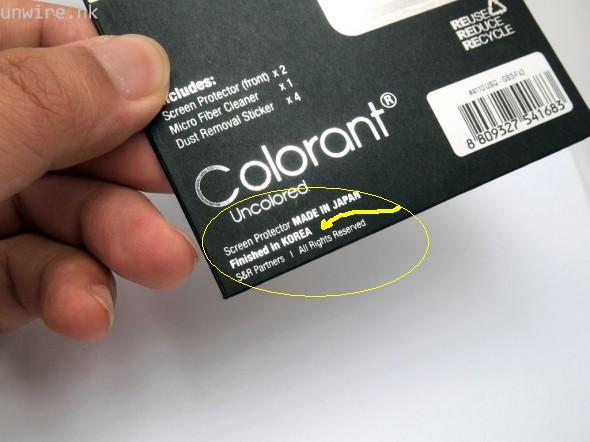 unwire.hk
REUSE
REDUCE
RECYCLE
cludes:
Screen Protector (front) x 2
Micro Fiber Cleaner x 1
Dust Removal Sticker x 4
8 809327 541683
Colorant®
Uncolored.
Screen Protector MADE IN JAPAN
Finished in KOREA
S&R Partners | All Rights Reserved